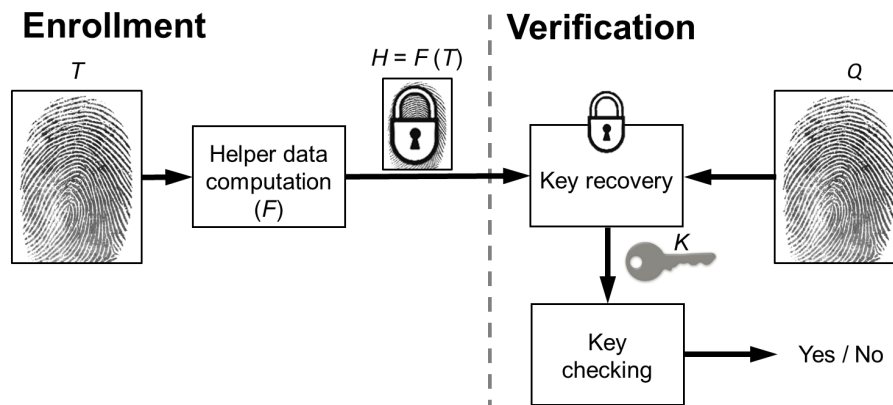 Enrollment
Verification
T
H = F (T)
Q
Helper data
computation
(F)
Key recovery
K
Key
checking
Yes / No